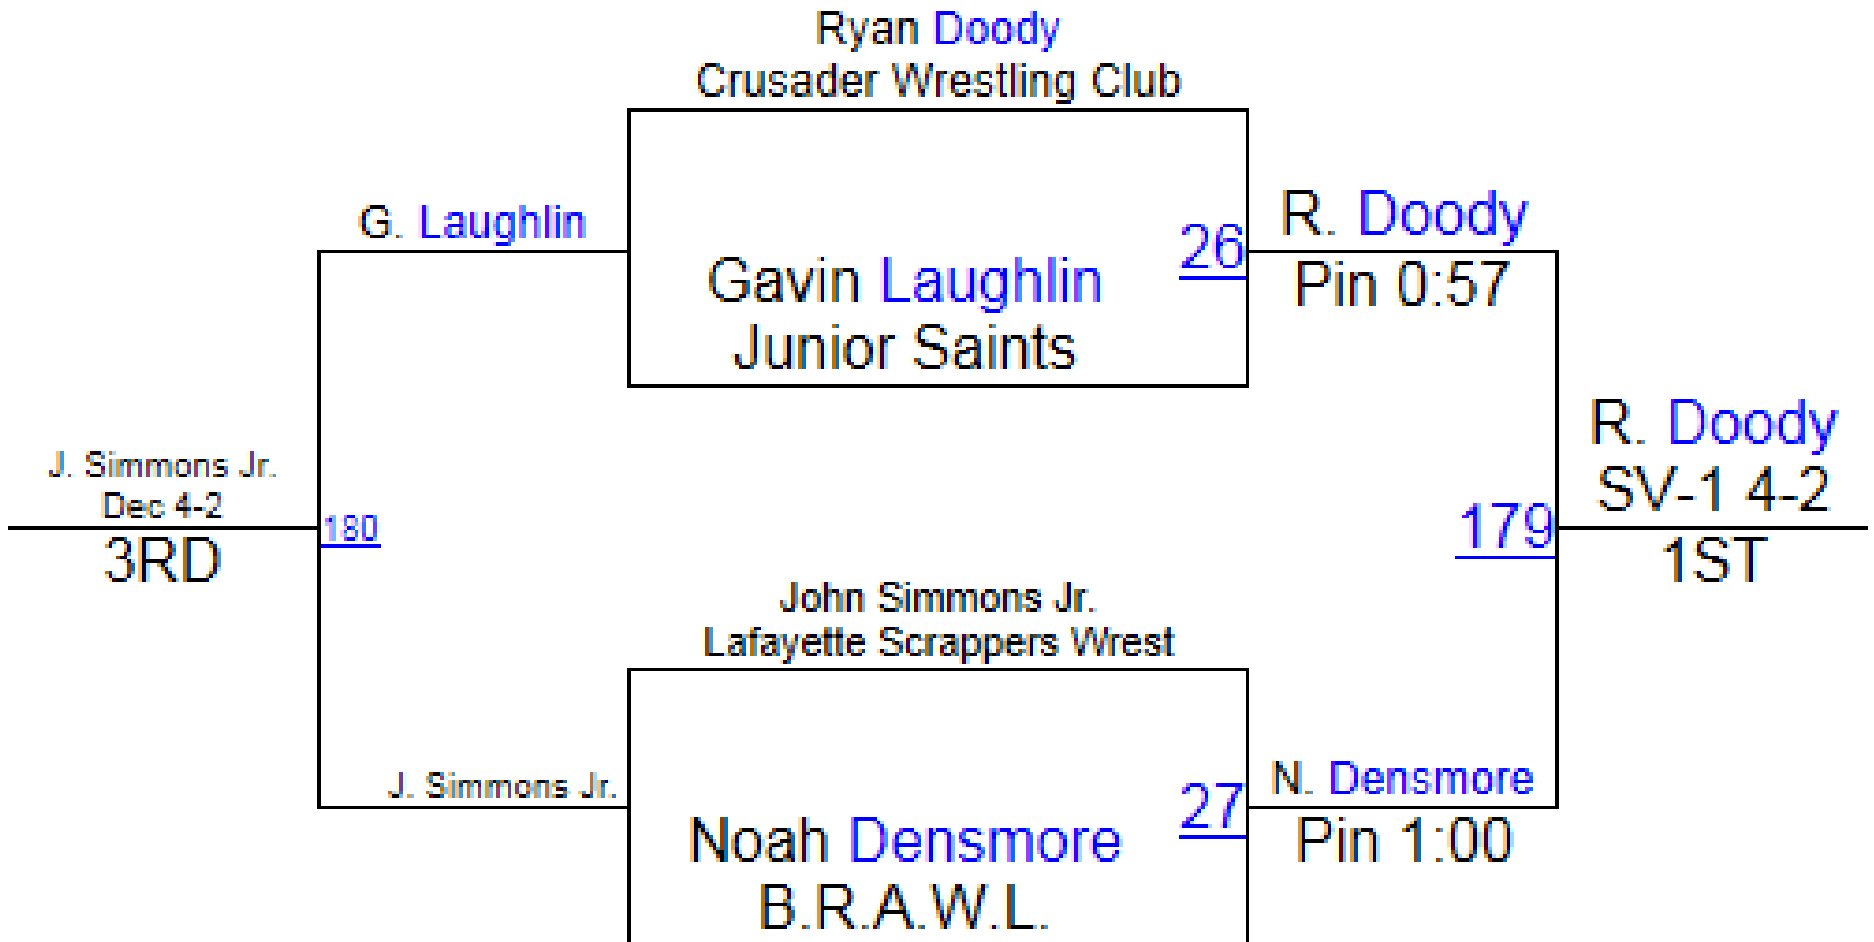 Ryan Doody
Crusader Wrestling Club
G. Laughlin
26
R. Doody
Pin 0:57
Gavin Laughlin
Junior Saints
J. Simmons Jr.
Dec 4-2
3RD
180
179
R. Doody
SV-1 4-2
1ST
John Simmons Jr.
Lafayette Scrappers Wrest
J. Simmons Jr.
27
N. Densmore
Pin 1:00
Noah Densmore
B.R.A.W.L.